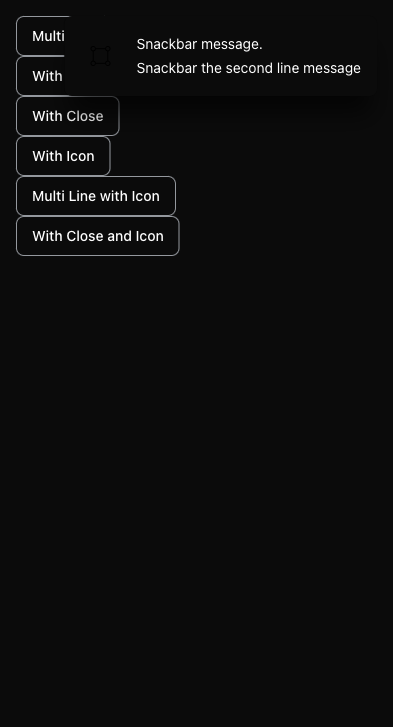 Multi
Snackbar message.
Snackbar the second line message
With
With Close
With Icon
Multi Line with Icon
With Close and Icon